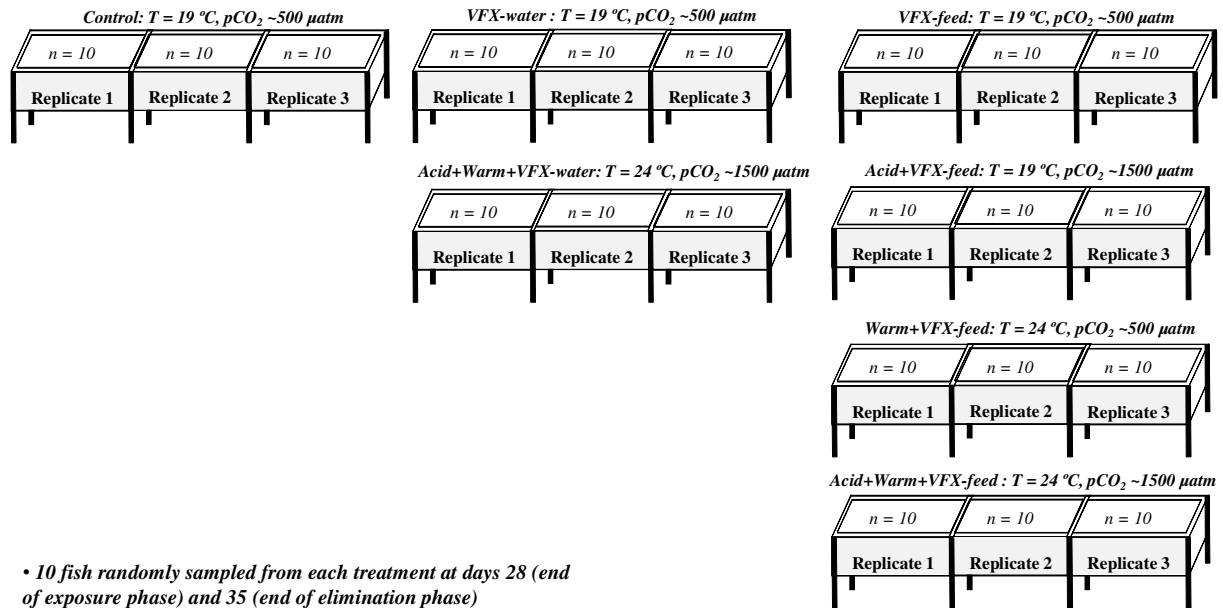 Control: T = 19 ºC, pCO₂ ~500 µatm
n = 10 n = 10 n = 10
Replicate 1 Replicate 2 Replicate 3
VFX-water : T = 19 ºC, pCO₂ ~500 µatm
n = 10 n = 10 n = 10
Replicate 1 Replicate 2 Replicate 3
VFX-feed: T = 19 ºC, pCO₂ ~500 µatm
n = 10 n = 10 n = 10
Replicate 1 Replicate 2 Replicate 3
Acid+Warm+VFX-water: T = 24 ºC, pCO₂ ~1500 µatm
n = 10 n = 10 n = 10
Replicate 1 Replicate 2 Replicate 3
Acid+VFX-feed: T = 19 ºC, pCO₂ ~1500 µatm
n = 10 n = 10 n = 10
Replicate 1 Replicate 2 Replicate 3
Warm+VFX-feed: T = 24 ºC, pCO₂ ~500 µatm
n = 10 n = 10 n = 10
Replicate 1 Replicate 2 Replicate 3
Acid+Warm+VFX-feed : T = 24 ºC, pCO₂ ~1500 µatm
n = 10 n = 10 n = 10
Replicate 1 Replicate 2 Replicate 3
• 10 fish randomly sampled from each treatment at days 28 (end
of exposure phase) and 35 (end of elimination phase)